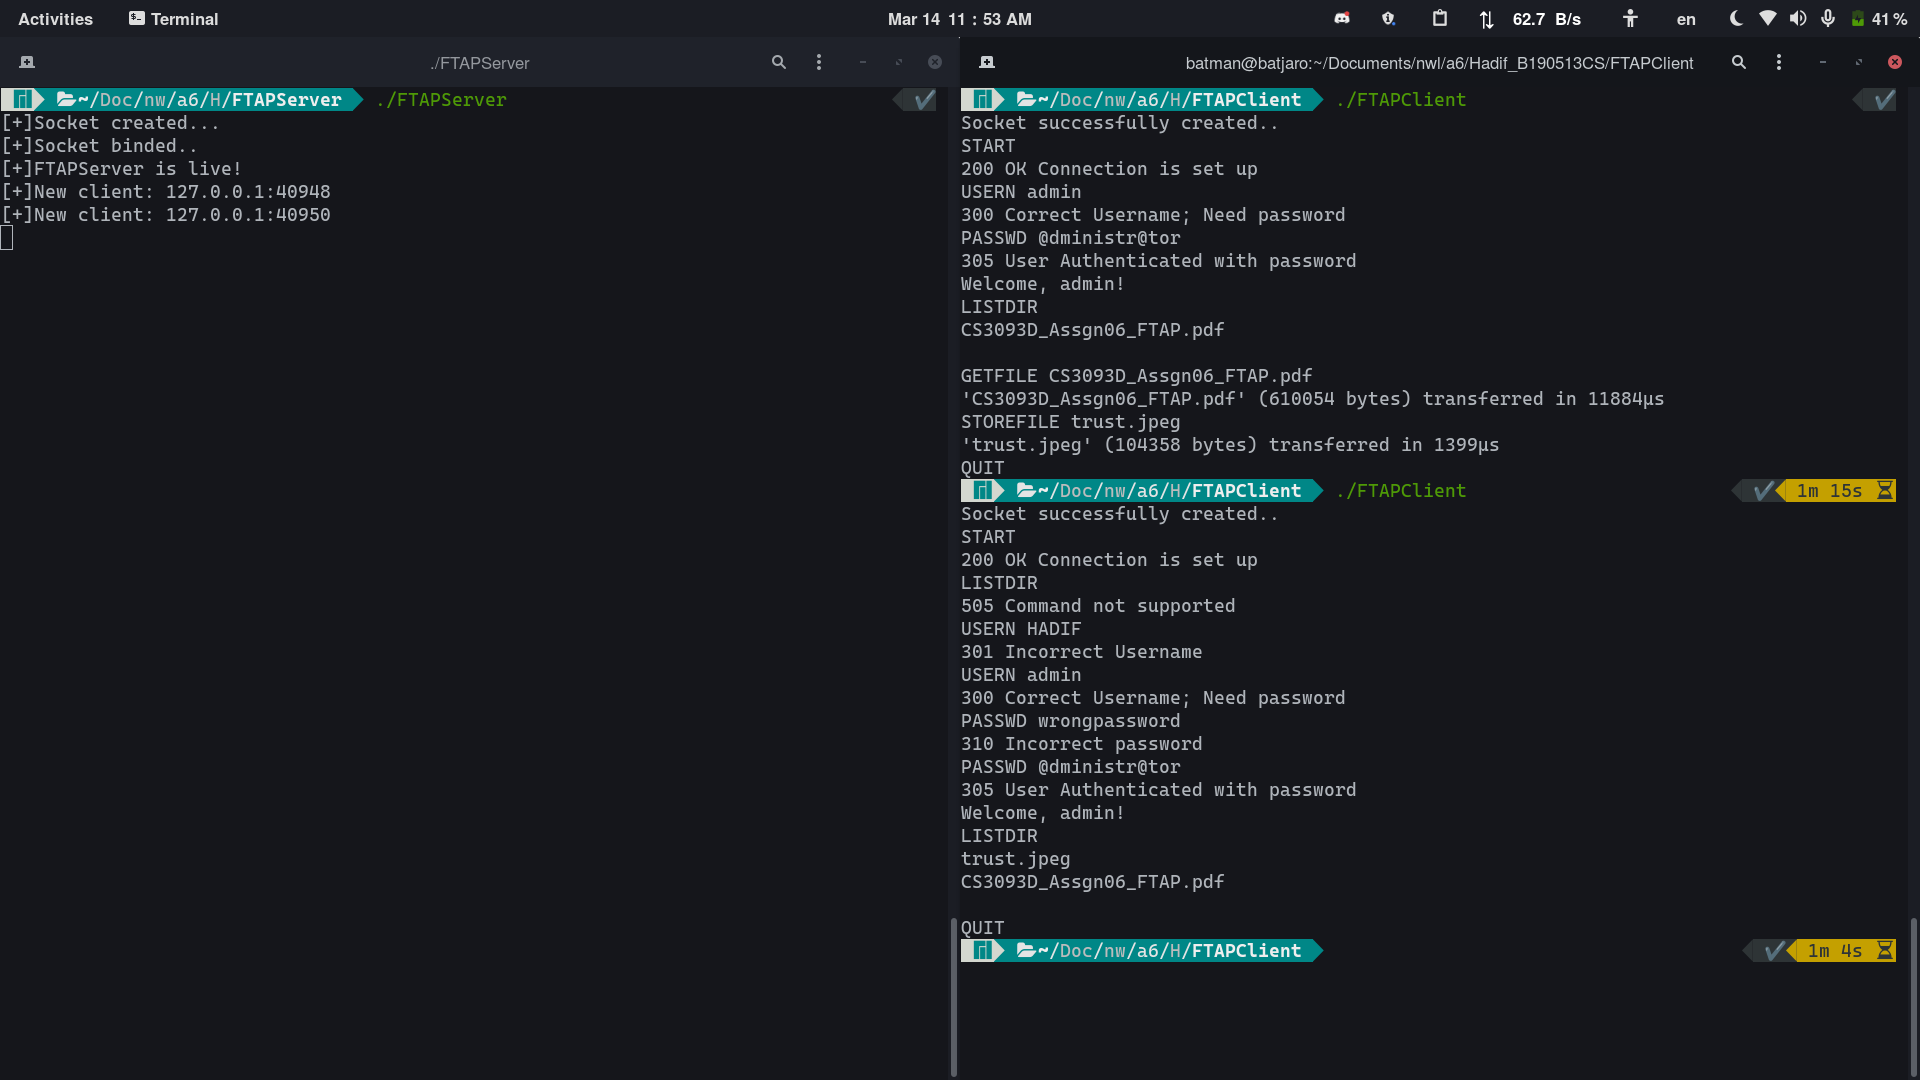 Activities
Terminal
Mar 14 11 : 53 AM
62.7 B/s
en
41 %
./FTAPServer
~/Doc/nw/a6/H/FTAPServer ./FTAPServer
[+]Socket created...
[+]Socket binded..
[+]FTAPServer is live!
[+]New client: 127.0.0.1:40948
[+]New client: 127.0.0.1:40950
batman@batjaro:~/Documents/nwl/a6/Hadif_B190513CS/FTAPClient
~/Doc/nw/a6/H/FTAPClient ./FTAPClient
Socket successfully created..
START
200 OK Connection is set up
USERN admin
300 Correct Username; Need password
PASSWD @dministr@tor
305 User Authenticated with password
Welcome, admin!
LISTDIR
CS3093D_Assgn06_FTAP.pdf
GETFILE CS3093D_Assgn06_FTAP.pdf
'CS3093D_Assgn06_FTAP.pdf' (610054 bytes) transferred in 11884µs
STOREFILE trust.jpeg
'trust.jpeg' (104358 bytes) transferred in 1399µs
QUIT
~/Doc/nw/a6/H/FTAPClient ./FTAPClient 1m 15s
Socket successfully created..
START
200 OK Connection is set up
LISTDIR
505 Command not supported
USERN HADIF
301 Incorrect Username
USERN admin
300 Correct Username; Need password
PASSWD wrongpassword
310 Incorrect password
PASSWD @dministr@tor
305 User Authenticated with password
Welcome, admin!
LISTDIR
trust.jpeg
CS3093D_Assgn06_FTAP.pdf
QUIT
~/Doc/nw/a6/H/FTAPClient 1m 4s